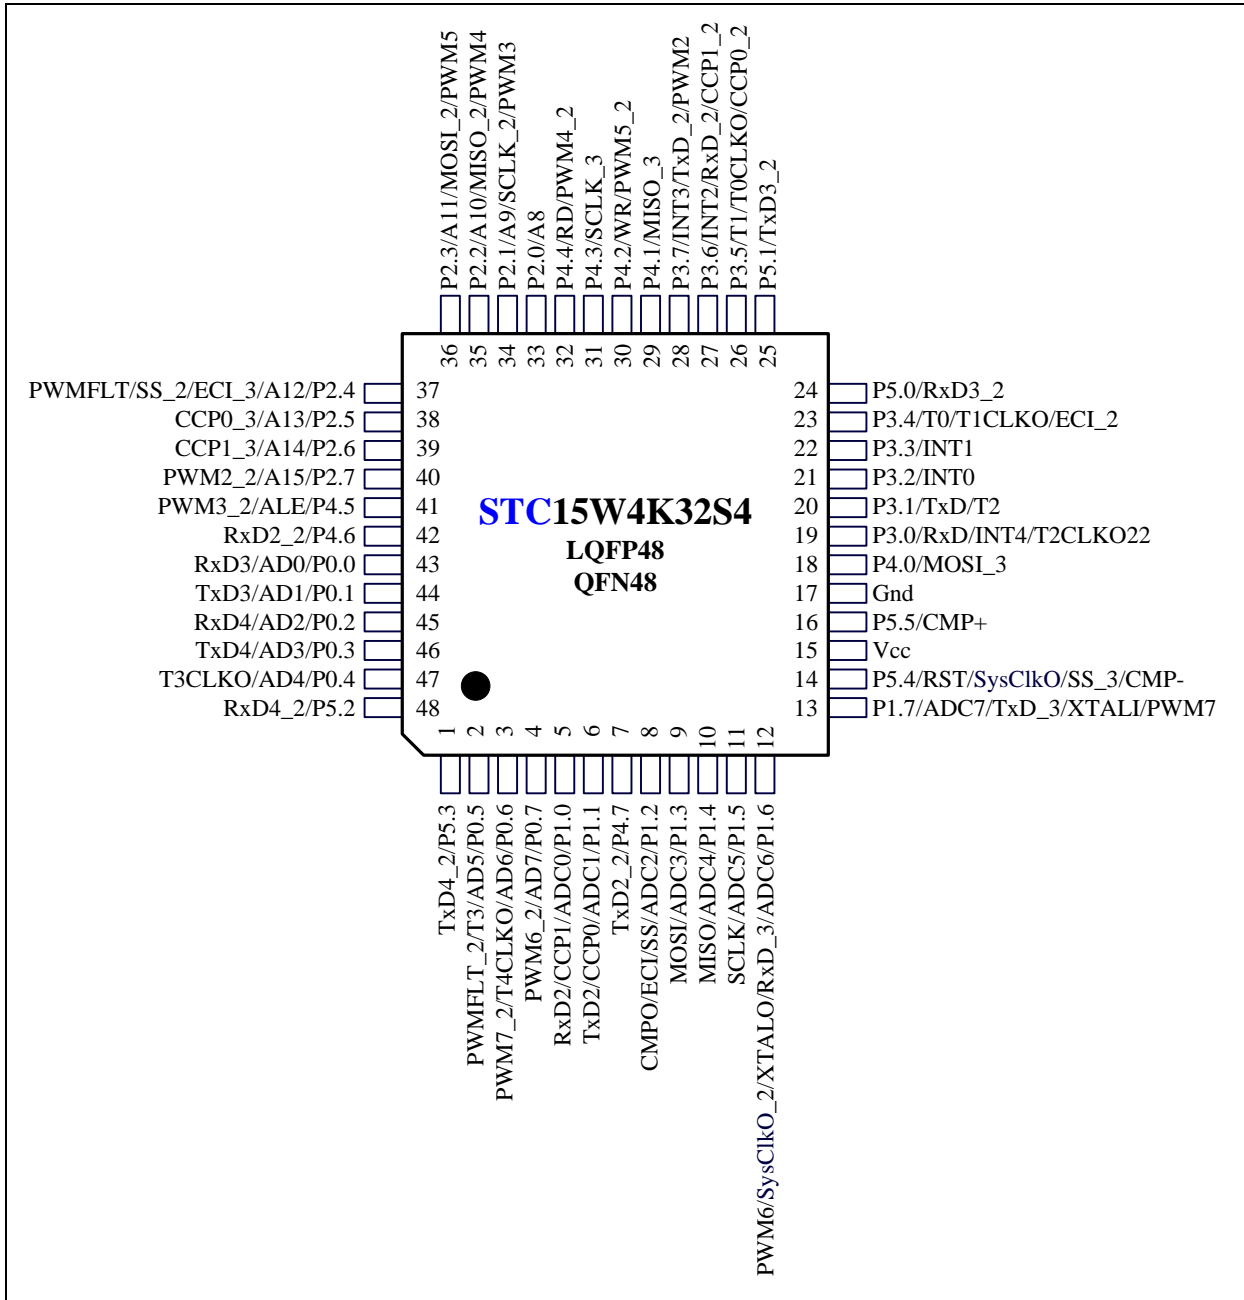 P2.3/A11/MOSI_2/PWM5
P2.2/A10/MISO_2/PWM4
P2.1/A9/SCLK_2/PWM3
P2.0/A8
P4.4/RD/PWM4_2
P4.3/SCLK_3
P4.2/WR/PWM5_2
P4.1/MISO_3
P3.7/INT3/TxD_2/PWM2
P3.6/INT2/RxD_2/CCP1_2
P3.5/T1/T0CLKO/CCP0_2
P5.1/TxD3_2
36
35
34
33
32
31
30
29
28
27
26
25
PWMFLT/SS_2/ECI_3/A12/P2.4 37
CCP0_3/A13/P2.5 38
CCP1_3/A14/P2.6 39
PWM2_2/A15/P2.7 40
PWM3_2/ALE/P4.5 41
RxD2_2/P4.6 42
RxD3/AD0/P0.0 43
TxD3/AD1/P0.1 44
RxD4/AD2/P0.2 45
TxD4/AD3/P0.3 46
T3CLKO/AD4/P0.4 47
RxD4_2/P5.2 48
STC15W4K32S4
LQFP48
QFN48
24 P5.0/RxD3_2
23 P3.4/T0/T1CLKO/ECI_2
22 P3.3/INT1
21 P3.2/INT0
20 P3.1/TxD/T2
19 P3.0/RxD/INT4/T2CLKO22
18 P4.0/MOSI_3
17 Gnd
16 P5.5/CMP+
15 Vcc
14 P5.4/RST/SysClkO/SS_3/CMP-
13 P1.7/ADC7/TxD_3/XTALI/PWM7
1
2
3
4
5
6
7
8
9
10
11
12
TxD4_2/P5.3
PWMFLT_2/T3/AD5/P0.5
PWM7_2/T4CLKO/AD6/P0.6
PWM6_2/AD7/P0.7
RxD2/CCP1/ADC0/P1.0
TxD2/CCP0/ADC1/P1.1
TxD2_2/P4.7
CMPO/ECI/SS/ADC2/P1.2
MOSI/ADC3/P1.3
MISO/ADC4/P1.4
SCLK/ADC5/P1.5
PWM6/SysClkO_2/XTALO/RxD_3/ADC6/P1.6